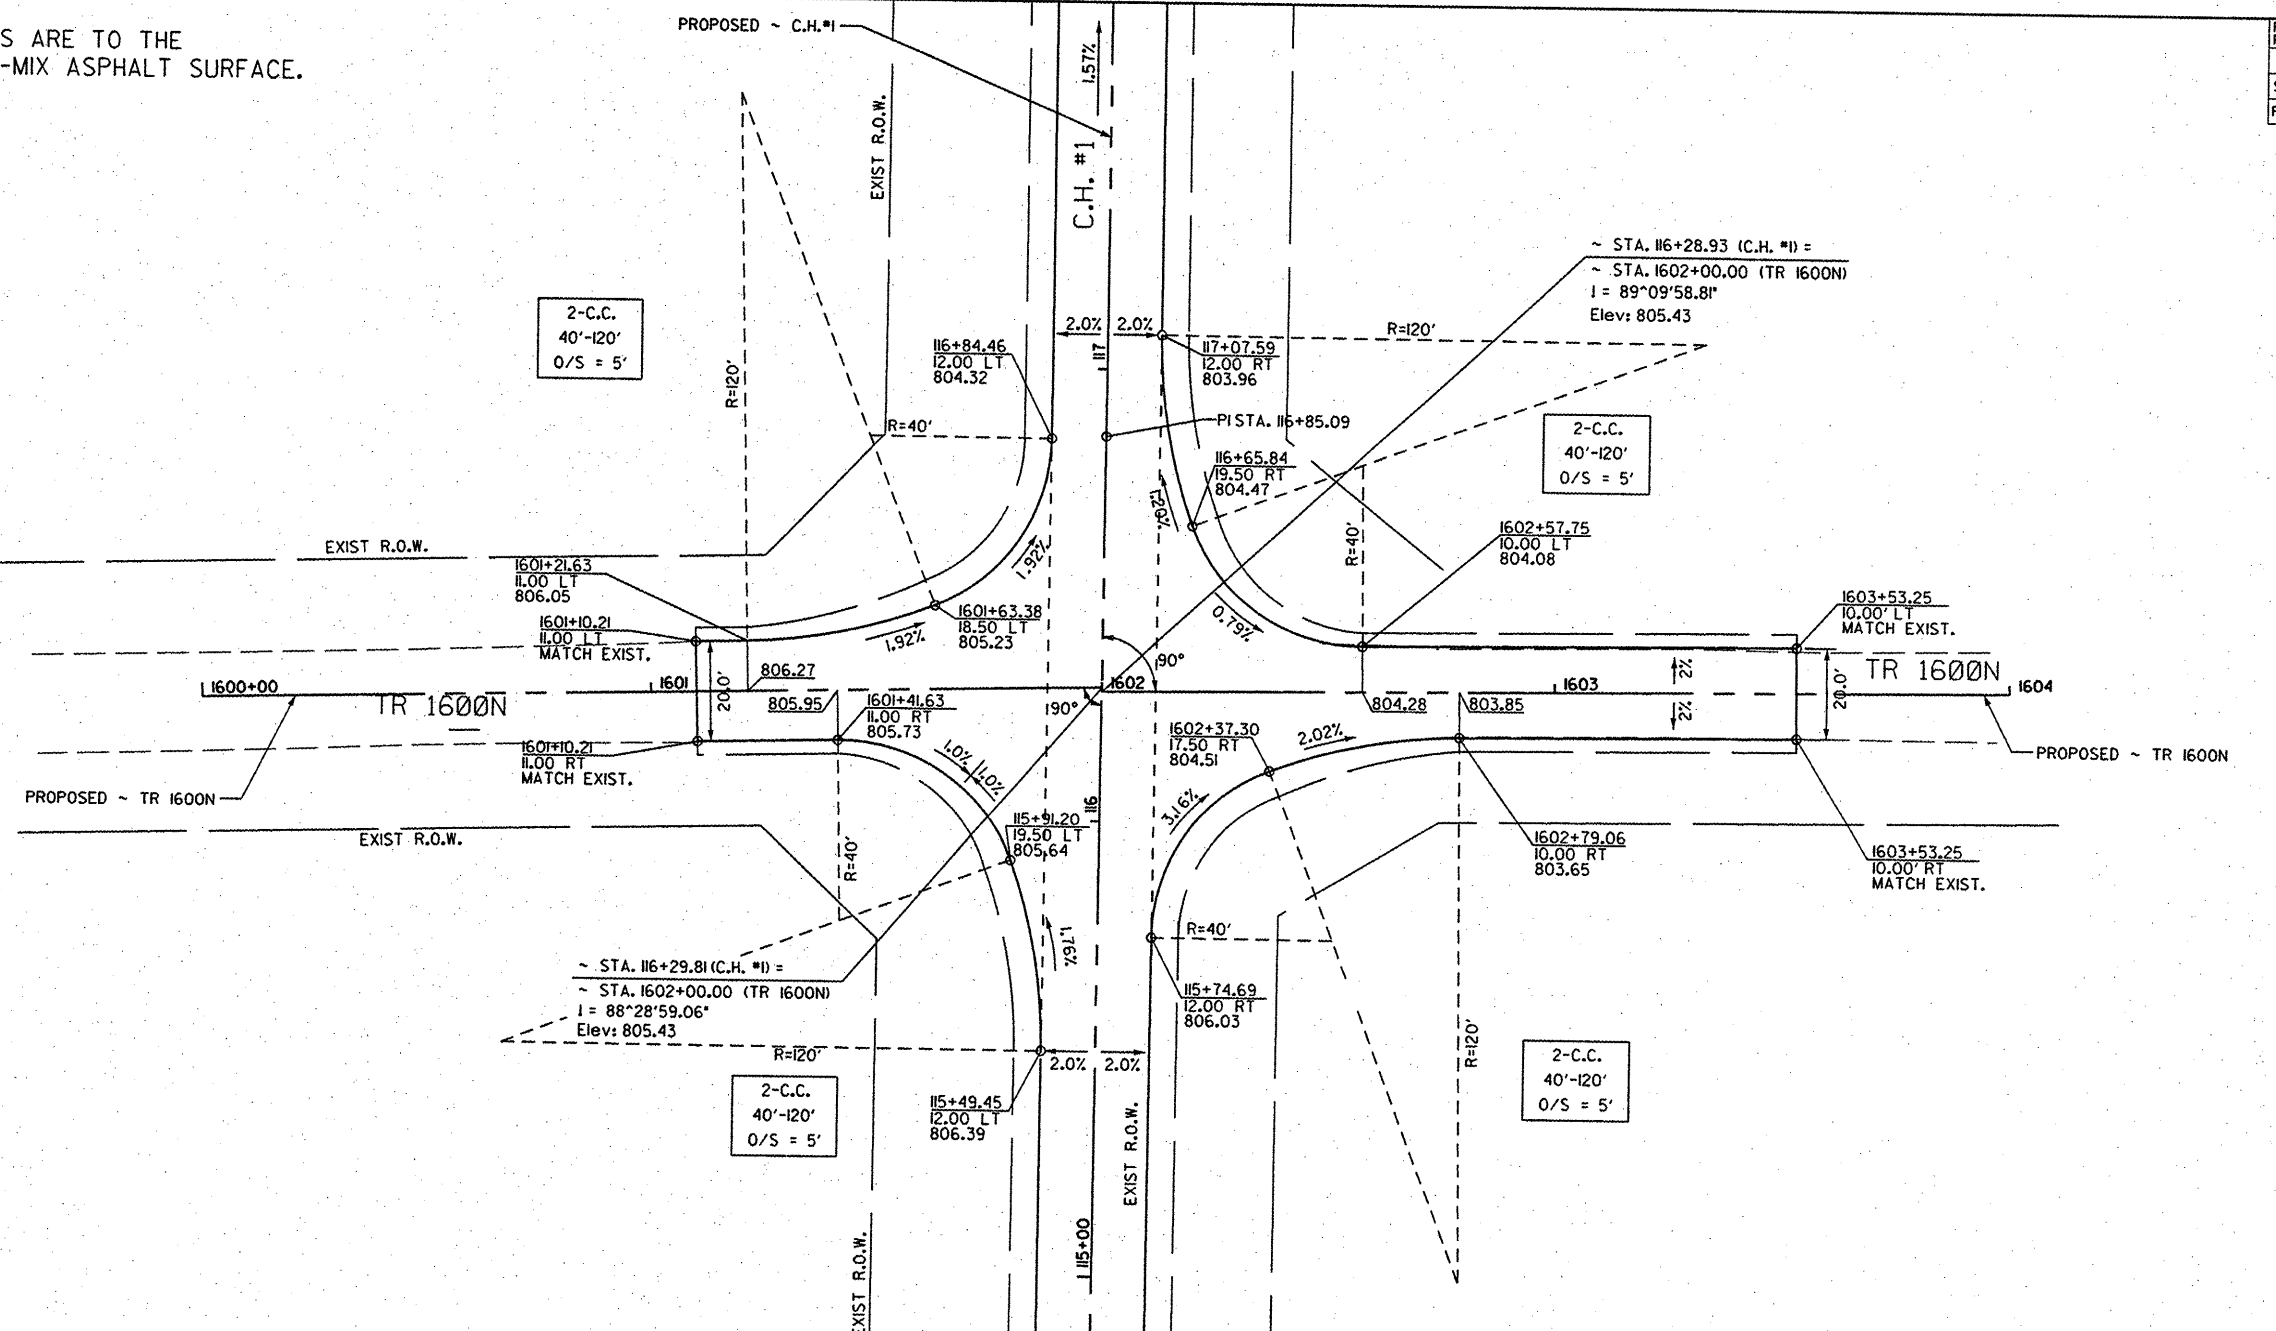 S ARE TO THE
-MIX ASPHALT SURFACE.
PROPOSED ~ C.H.#1
1.57%
C.H. #1
EXIST R.O.W.
~ STA. 116+28.93 (C.H. #1) =
~ STA. 1602+00.00 (TR 1600N)
I = 89^09'58.81"
Elev: 805.43
2-C.C.
40'-120'
O/S = 5'
R=120'
116+84.46
12.00 LT
804.32
2.0% 2.0%
117
117+07.59
12.00 RT
803.96
R=120'
R=40'
PI STA. 116+85.09
2-C.C.
40'-120'
O/S = 5'
116+65.84
19.50 RT
804.47
1.20%
R=40'
1602+57.75
10.00 LT
804.08
EXIST R.O.W.
1601+21.63
11.00 LT
806.05
1.92%
1601+10.21
11.00 LT
MATCH EXIST.
1601+63.38
18.50 LT
805.23
1.92%
0.79%
1603+53.25
10.00' LT
MATCH EXIST.
90°
1600+00
TR 1600N
1601
20.0'
806.27
805.95
1601+41.63
11.00 RT
805.73
1602
90°
804.28
803.85
1603
2%
2%
20.0'
TR 1600N
1604
1601+10.21
11.00 RT
MATCH EXIST.
1.0%
1.0%
1602+37.30
17.50 RT
804.51
2.02%
PROPOSED ~ TR 1600N
PROPOSED ~ TR 1600N
EXIST R.O.W.
R=40'
116
115+91.20
19.50 LT
805.64
3.16%
1602+79.06
10.00 RT
803.65
1603+53.25
10.00' RT
MATCH EXIST.
~ STA. 116+29.81 (C.H. #1) =
~ STA. 1602+00.00 (TR 1600N)
I = 88^28'59.06"
Elev: 805.43
1.76%
R=40'
115+74.69
12.00 RT
806.03
R=120'
R=120'
2.0% 2.0%
2-C.C.
40'-120'
O/S = 5'
115+49.45
12.00 LT
806.39
EXIST R.O.W.
2-C.C.
40'-120'
O/S = 5'
115+00
EXIST R.O.W.